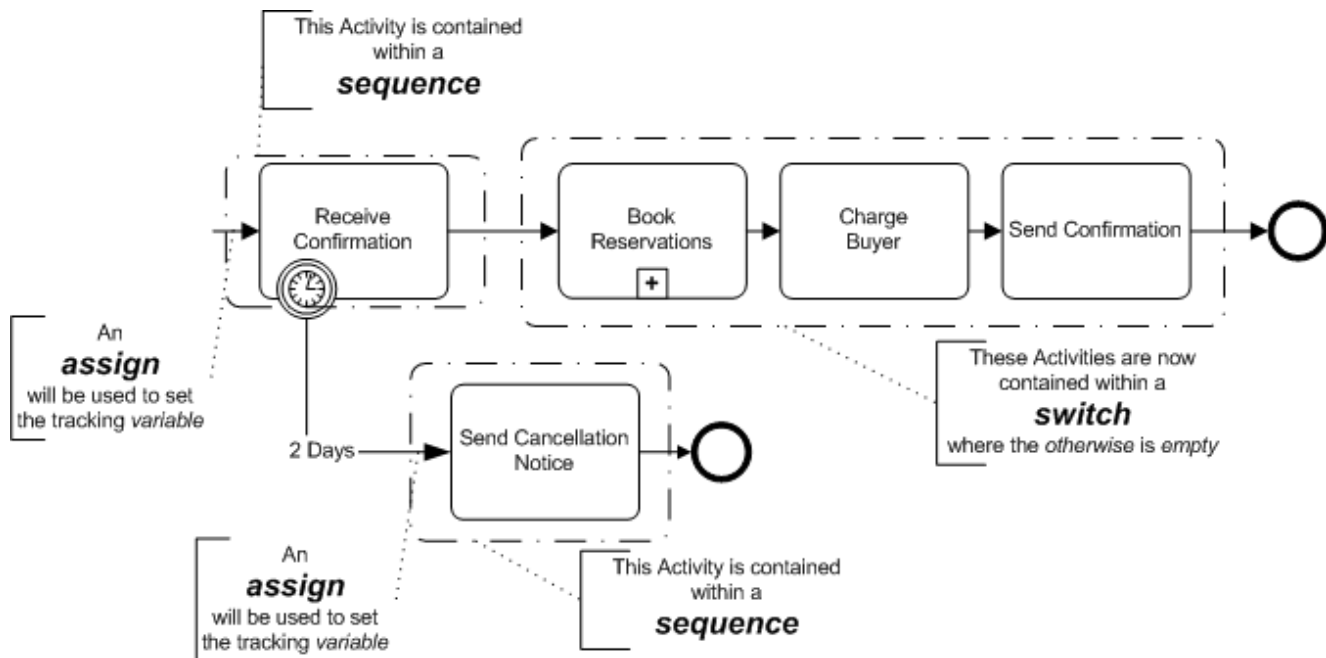 This Activity is contained
within a
sequence
Receive
Confirmation
Book
Reservations
+
Charge
Buyer
Send Confirmation
An
assign
will be used to set
the tracking variable
These Activities are now
contained within a
switch
where the otherwise is empty
2 Days
Send Cancellation
Notice
An
assign
will be used to set
the tracking variable
This Activity is contained
within a
sequence